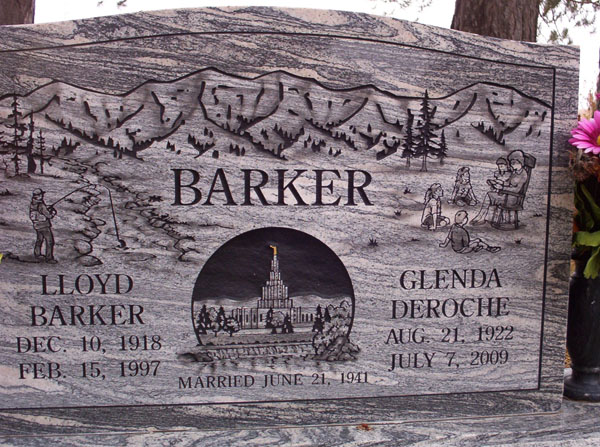 BARKER
LLOYD
BARKER
DEC. 10, 1918
FEB. 15, 1997
GLENDA
DEROCHE
AUG. 21, 1922
JULY 7, 2009
MARRIED JUNE 21, 1941